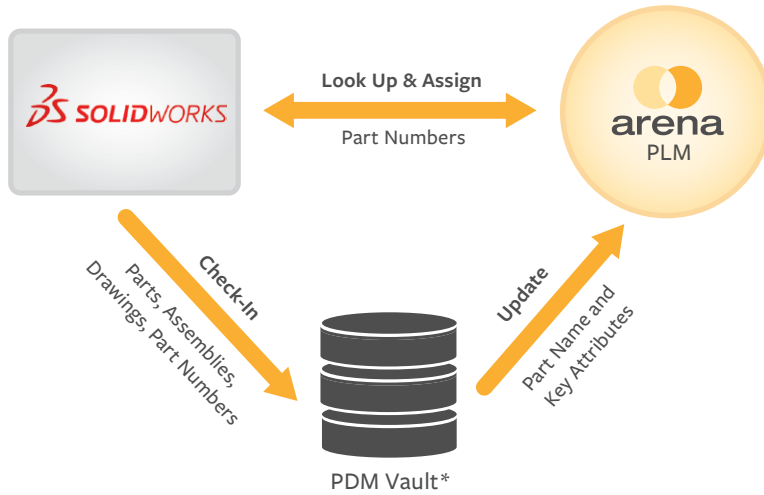 SOLIDWORKS
Look Up & Assign
Part Numbers
arena
PLM
Check-In
Parts, Assemblies,
Drawings, Part Numbers
Update
Part Name and
Key Attributes
PDM Vault*